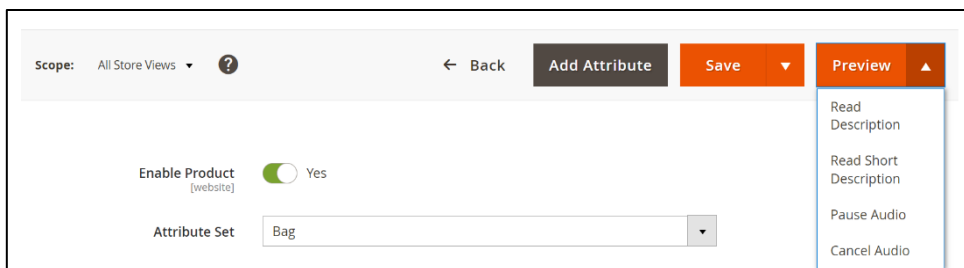 Scope: All Store Views ? ← Back Add Attribute Save Preview
Read
Description
Enable Product Yes
[website]
Read Short
Description
Attribute Set Bag
Pause Audio
Cancel Audio